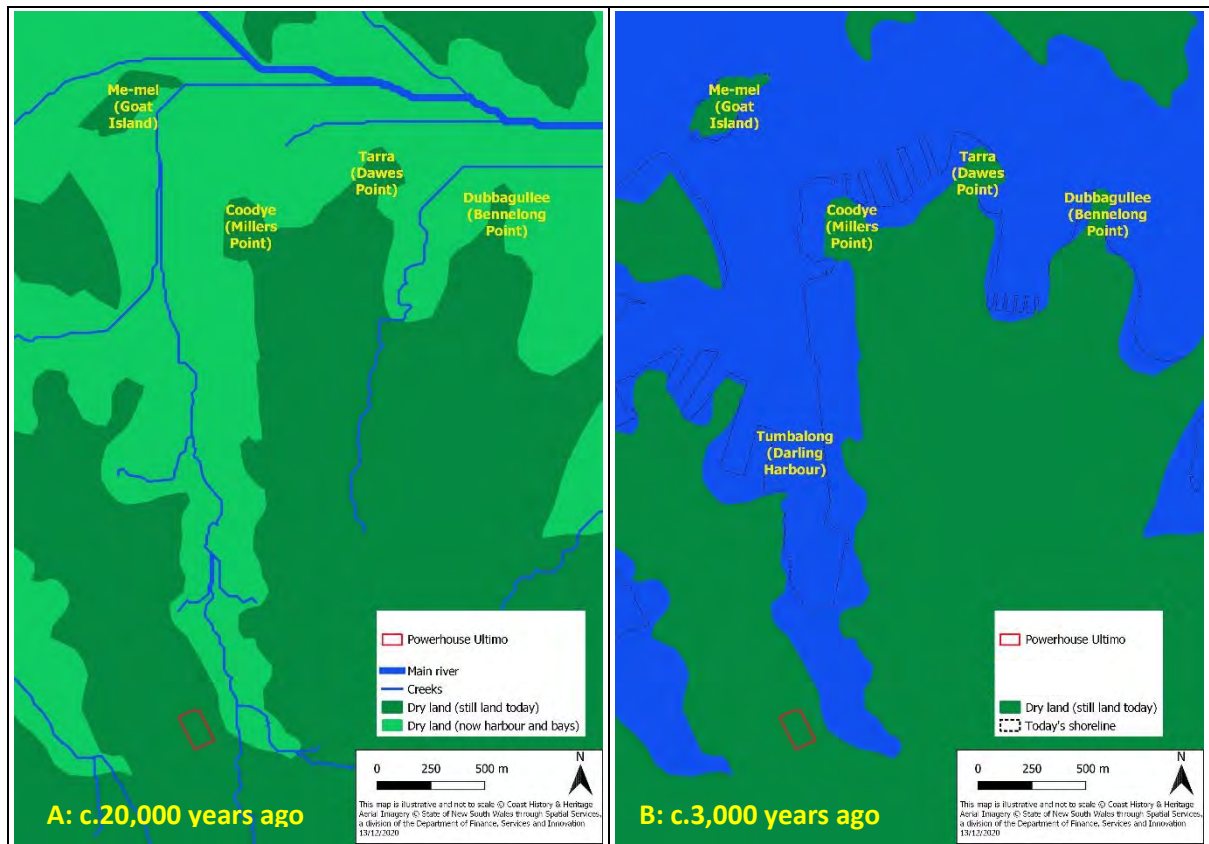 Me-mel
(Goat
Island)
Tarra
(Dawes
Point)
Dubbagullee
(Bennelong
Point)
Coodye
(Millers
Point)
Powerhouse Ultimo
Main river
Creeks
Dry land (still land today)
Dry land (now harbour and bays)
N
0 250 500 m
This map is illustrative and not to scale © Coast History & Heritage
Aerial Imagery © State of New South Wales through Spatial Services,
a division of the Department of Finance, Services and Innovation
13/12/2020
A: c.20,000 years ago
Me-mel
(Goat
Island)
Tarra
(Dawes
Point)
Dubbagullee
(Bennelong
Point)
Coodye
(Millers
Point)
Tumbalong
(Darling
Harbour)
Powerhouse Ultimo
Dry land (still land today)
Today's shoreline
N
0 250 500 m
This map is illustrative and not to scale © Coast History & Heritage
Aerial Imagery © State of New South Wales through Spatial Services,
a division of the Department of Finance, Services and Innovation
13/12/2020
B: c.3,000 years ago